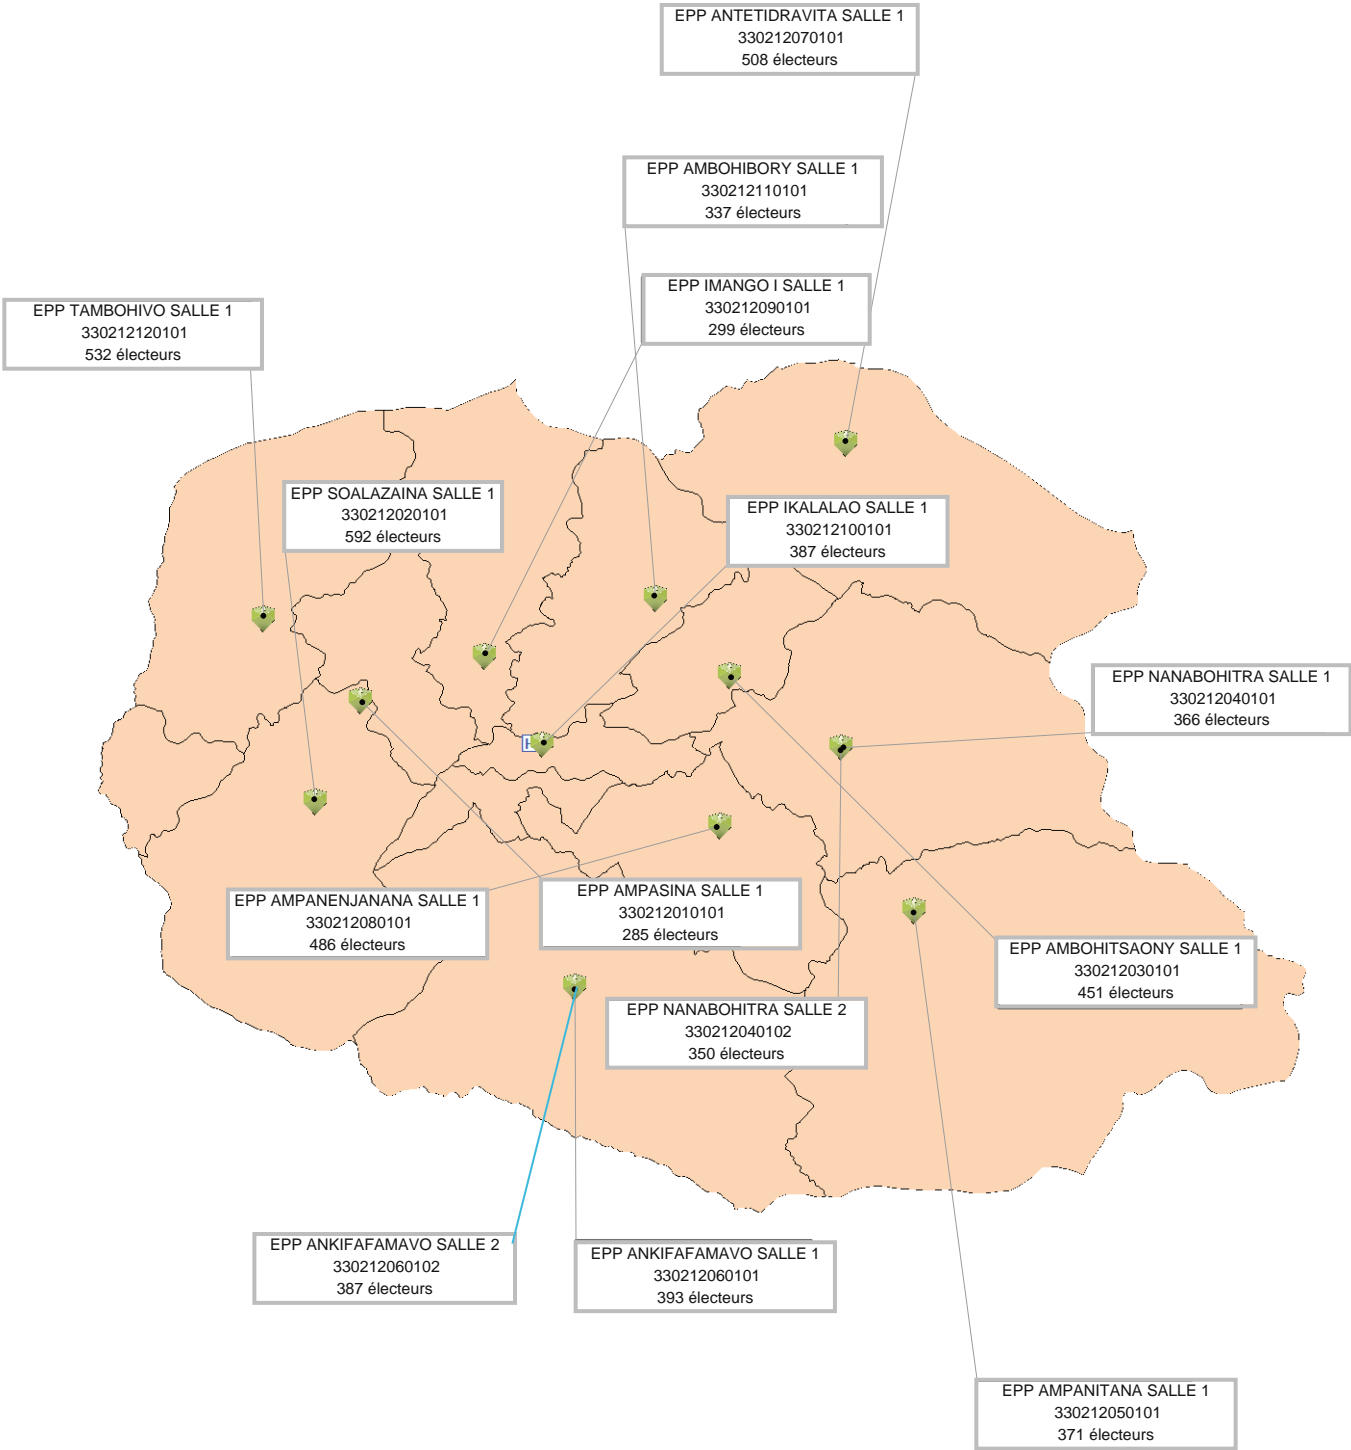 EPP ANTETIDRAVITA SALLE 1
330212070101
508 électeurs
EPP AMBOHIBORY SALLE 1
330212110101
337 électeurs
EPP IMANGO I SALLE 1
330212090101
299 électeurs
EPP TAMBOHIVO SALLE 1
330212120101
532 électeurs
EPP SOALAZAINA SALLE 1
330212020101
592 électeurs
EPP IKALALAO SALLE 1
330212100101
387 électeurs
EPP NANABOHITRA SALLE 1
330212040101
366 électeurs
H
EPP AMPANENJANANA SALLE 1
330212080101
486 électeurs
EPP AMPASINA SALLE 1
330212010101
285 électeurs
EPP AMBOHITSAONY SALLE 1
330212030101
451 électeurs
EPP NANABOHITRA SALLE 2
330212040102
350 électeurs
EPP ANKIFAFAMAVO SALLE 2
330212060102
387 électeurs
EPP ANKIFAFAMAVO SALLE 1
330212060101
393 électeurs
EPP AMPANITANA SALLE 1
330212050101
371 électeurs